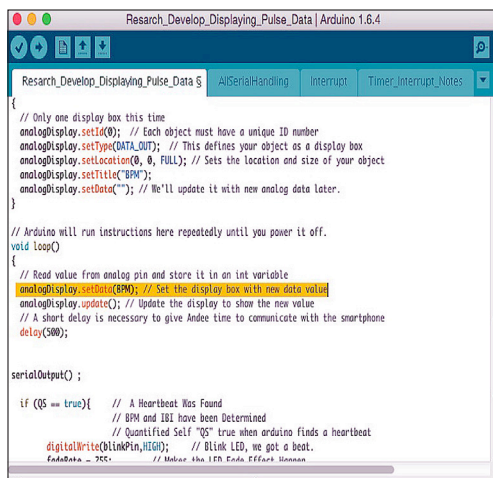 Resarch_Develop_Displaying_Pulse_Data | Arduino 1.6.4
Resarch_Develop_Displaying_Pulse_Data § AllSerialHandling Interrupt Timer_Interrupt_Notes
{
// Only one display box this time
analogDisplay.setId(0); // Each object must have a unique ID number
analogDisplay.setType(DATA_OUT); // This defines your object as a display box
analogDisplay.setLocation(0, 0, FULL); // Sets the location and size of your object
analogDisplay.setTitle("BPM");
analogDisplay.setData(""); // We'll update it with new analog data later.
}
// Arduino will run instructions here repeatedly until you power it off.
void loop()
{
// Read value from analog pin and store it in an int variable
analogDisplay.setData(BPM); // Set the display box with new data value
analogDisplay.update(); // Update the display to show the new value
// A short delay is necessary to give Andee time to communicate with the smartphone
delay(500);
serialOutput() ;
if (QS == true){ // A Heartbeat Was Found
// BPM and IBI have been Determined
// Quantified Self "QS" true when arduino finds a heartbeat
digitalWrite(blinkPin,HIGH); // Blink LED, we got a beat.
fadeRate = 255; // Makes the LED Fade Effect Happen